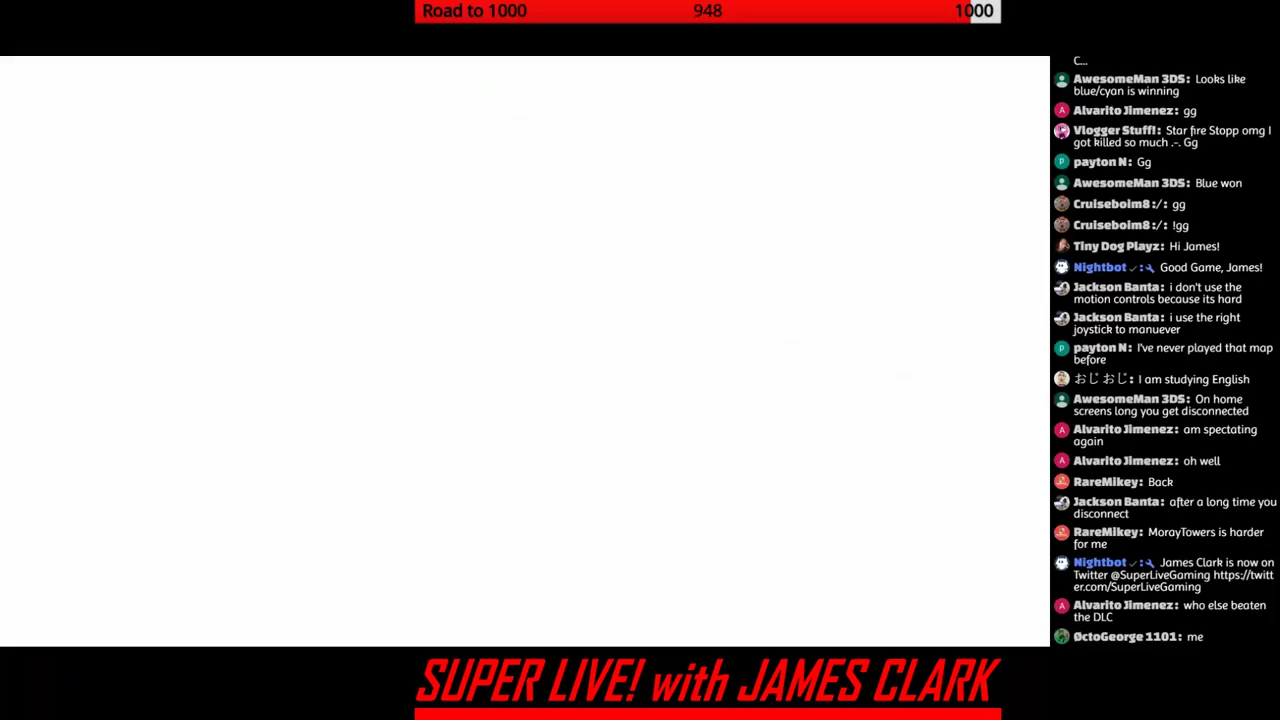 Road to 1000 948 1000
C...
AwesomeMan 3DS: Looks like
blue/cyan is winning
Alvarito Jimenez: gg
Vlogger Stuff!: Star fire Stopp omg I
got killed so much .-. Gg
payton N: Gg
AwesomeMan 3DS: Blue won
Cruiseboim8 :/: gg
Cruiseboim8 :/: !gg
Tiny Dog Playz: Hi James!
Nightbot: Good Game, James!
Jackson Banta: i don't use the
motion controls because its hard
Jackson Banta: i use the right
joystick to manuever
payton N: I've never played that map
before
おじ おじ: I am studying English
AwesomeMan 3DS: On home
screens long you get disconnected
Alvarito Jimenez: am spectating
again
Alvarito Jimenez: oh well
RareMikey: Back
Jackson Banta: after a long time you
disconnect
RareMikey: MorayTowers is harder
for me
Nightbot: James Clark is now on
Twitter @SuperLiveGaming https://twitt
er.com/SuperLiveGaming
Alvarito Jimenez: who else beaten
the DLC
ØctoGeorge 1101: me
SUPER LIVE! with JAMES CLARK